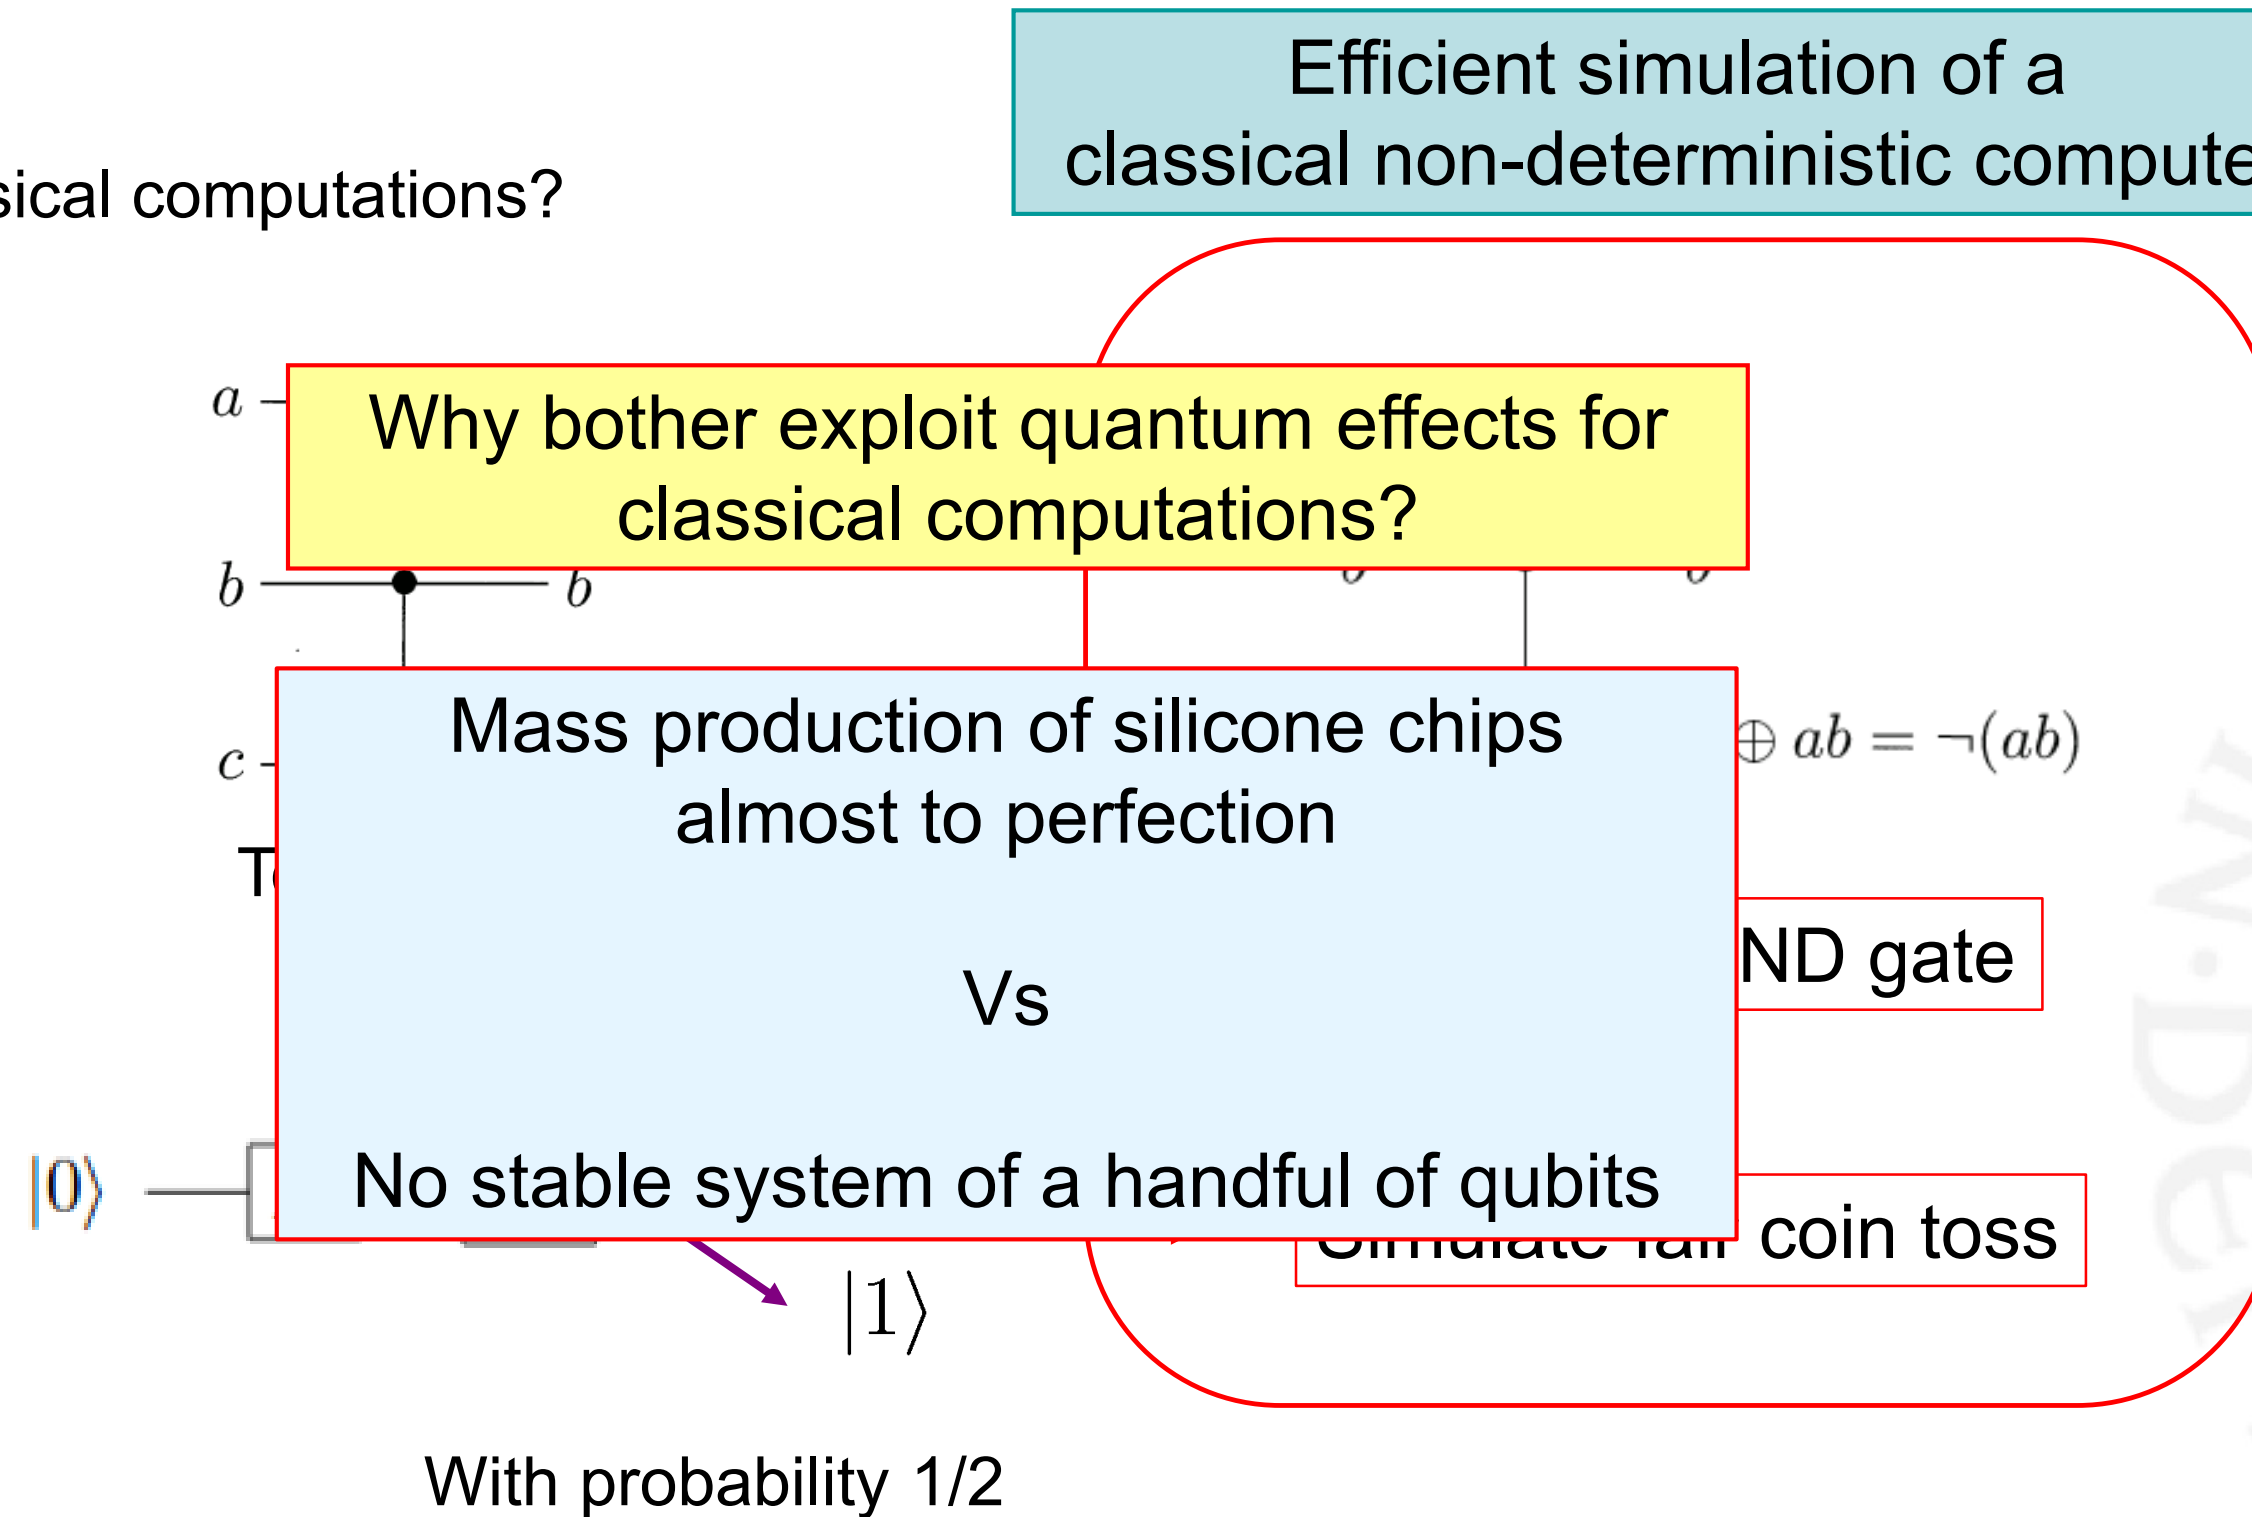 Efficient simulation of a
classical non-deterministic compute
sical computations?
a
Why bother exploit quantum effects for
classical computations?
b b
Mass production of silicone chips
almost to perfection
c
⊕ ab = ¬(ab)
Vs
ND gate
No stable system of a handful of qubits
|0⟩
Simulate fair coin toss
|1⟩
With probability 1/2